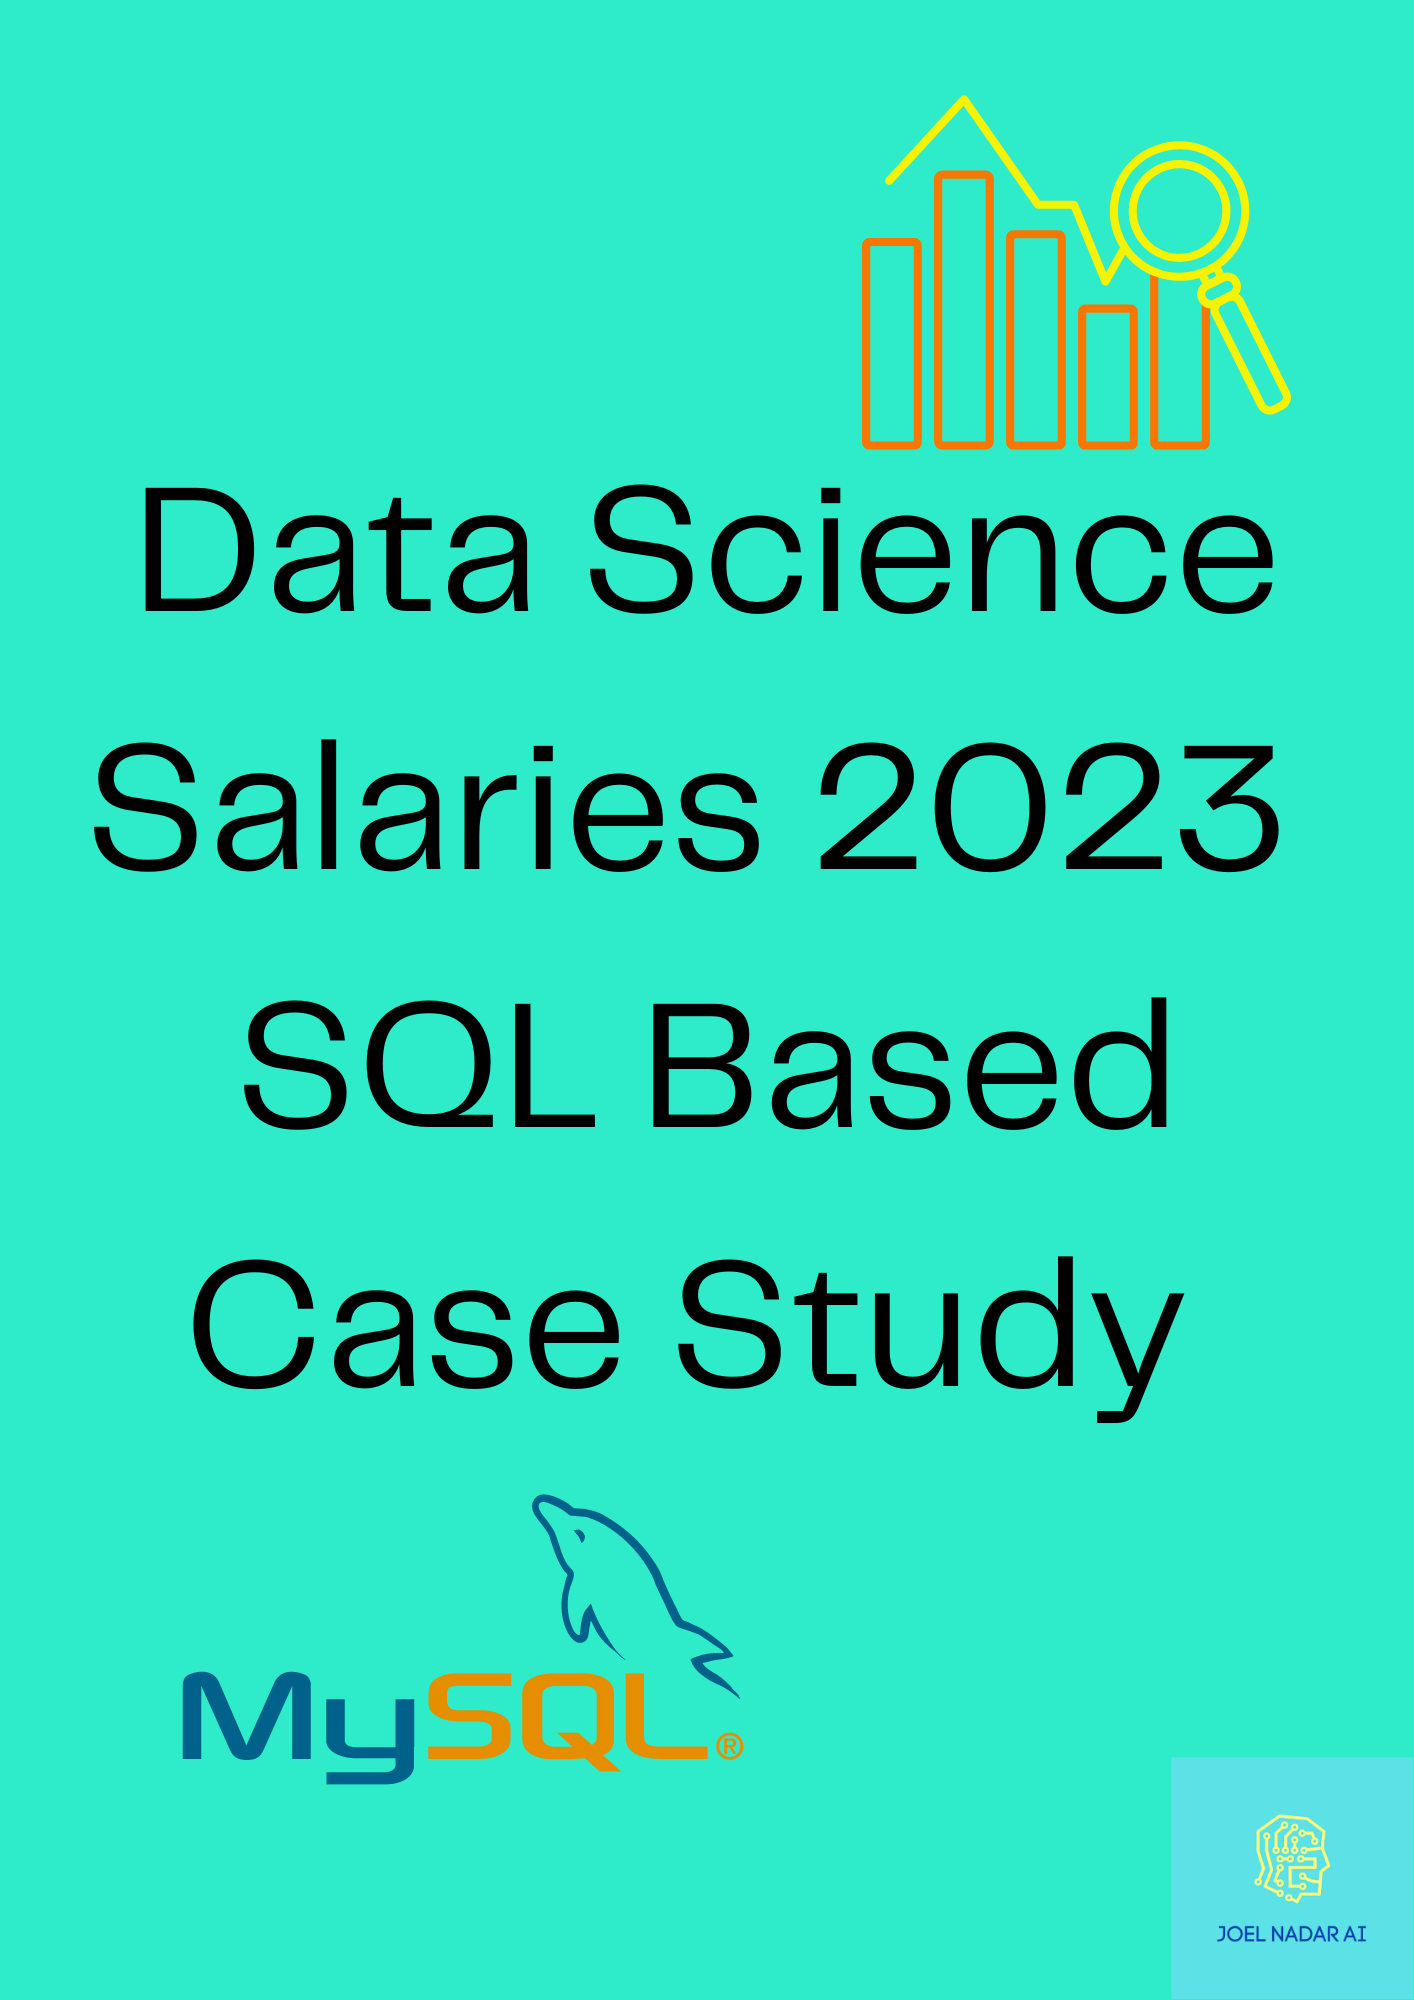 Data Science
Salaries 2023
SQL Based
Case Study
MySQL®
JOEL NADAR AI